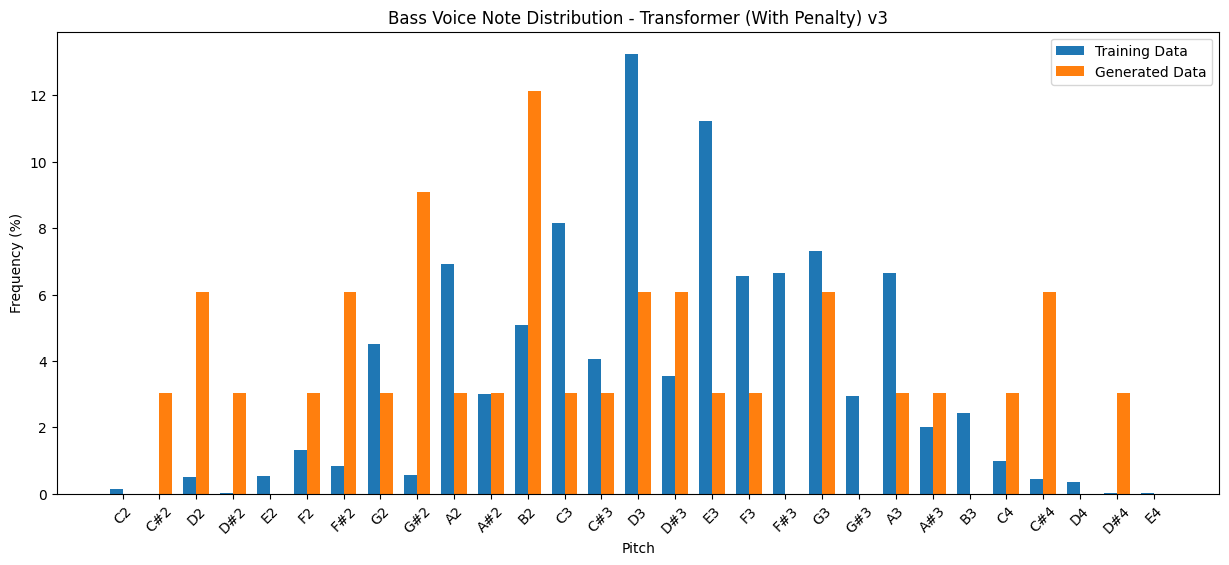 Bass Voice Note Distribution - Transformer (With Penalty) v3
Training Data
Generated Data
Frequency (%)
12
10
8
6
4
2
0
C2 C#2 D2 D#2 E2 F2 F#2 G2 G#2 A2 A#2 B2 C3 C#3 D3 D#3 E3 F3 F#3 G3 G#3 A3 A#3 B3 C4 C#4 D4 D#4 E4
Pitch